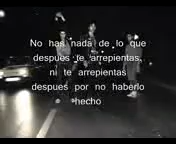 No has nada de lo que
despues te arrepientas,
ni te arrepientas
despues por no haberlo
hecho